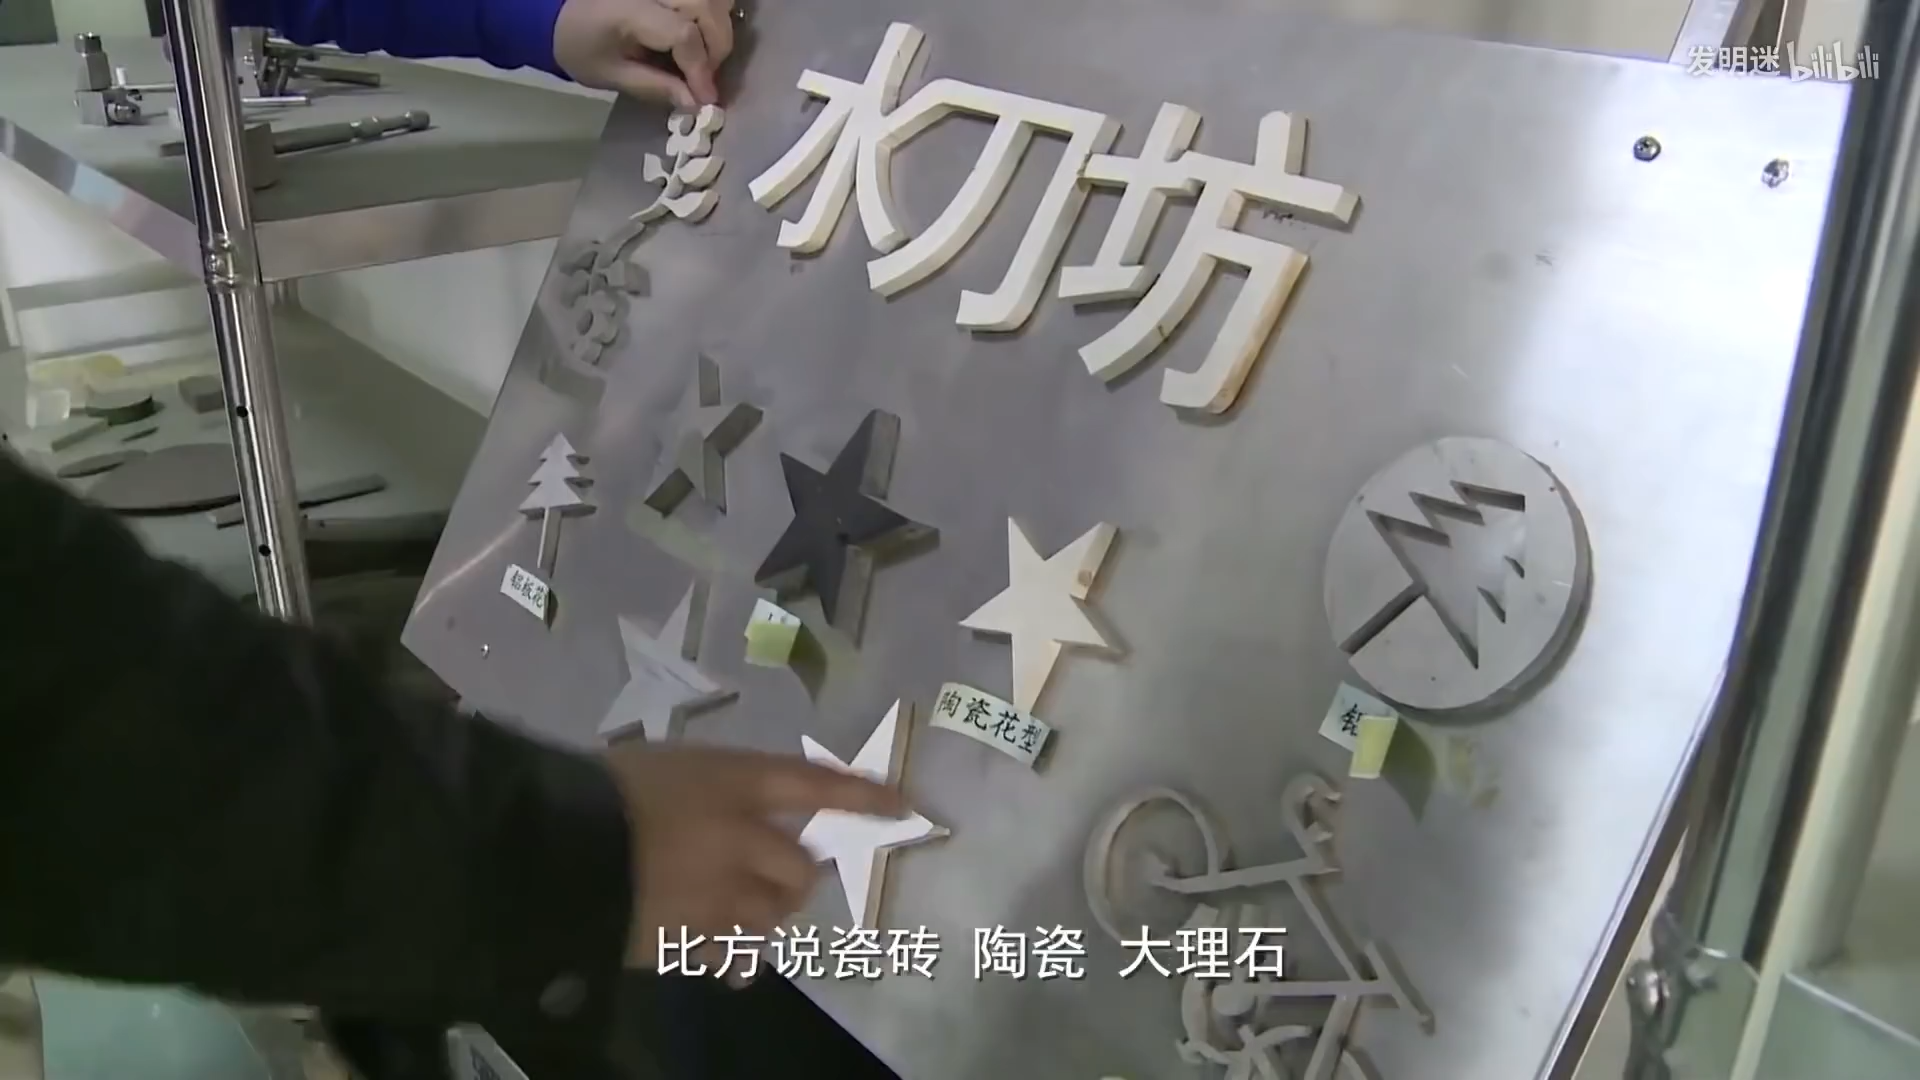 发明迷 bilibili
水刀坊
铝板花
陶瓷花型
铝
比方说瓷砖 陶瓷 大理石